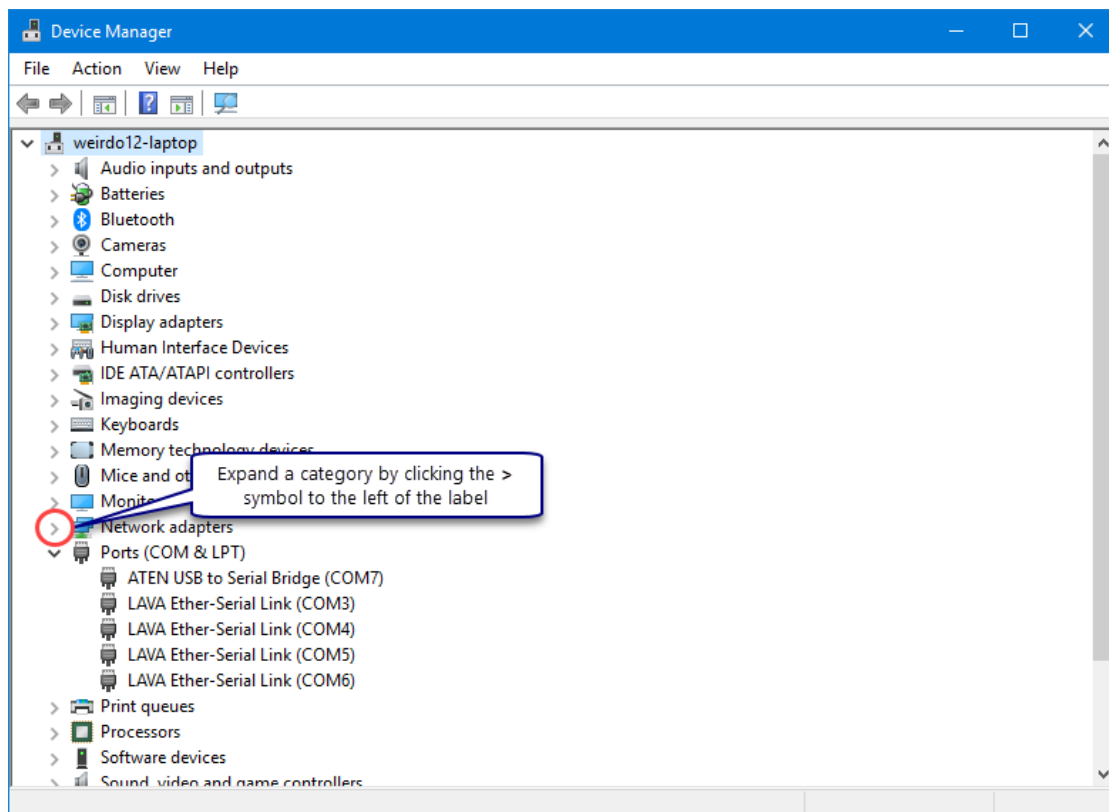 Device Manager
File Action View Help
weirdo12-laptop
Audio inputs and outputs
Batteries
Bluetooth
Cameras
Computer
Disk drives
Display adapters
Human Interface Devices
IDE ATA/ATAPI controllers
Imaging devices
Keyboards
Memory technology devices
Mice and ot
Expand a category by clicking the >
symbol to the left of the label
Monito
Network adapters
Ports (COM & LPT)
ATEN USB to Serial Bridge (COM7)
LAVA Ether-Serial Link (COM3)
LAVA Ether-Serial Link (COM4)
LAVA Ether-Serial Link (COM5)
LAVA Ether-Serial Link (COM6)
Print queues
Processors
Software devices
Sound, video and game controllers